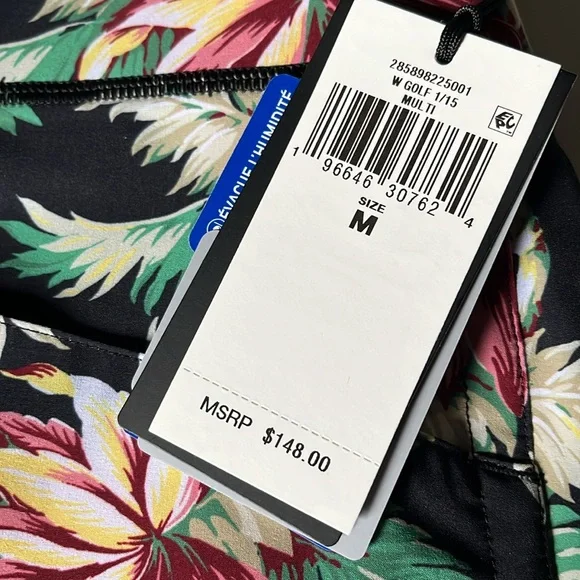 285898225001
W GOLF 1/15
MULTI
1 96646 30762 4
SIZE
M
MSRP $148.00
ÉVACUE L'HUMIDITÉ